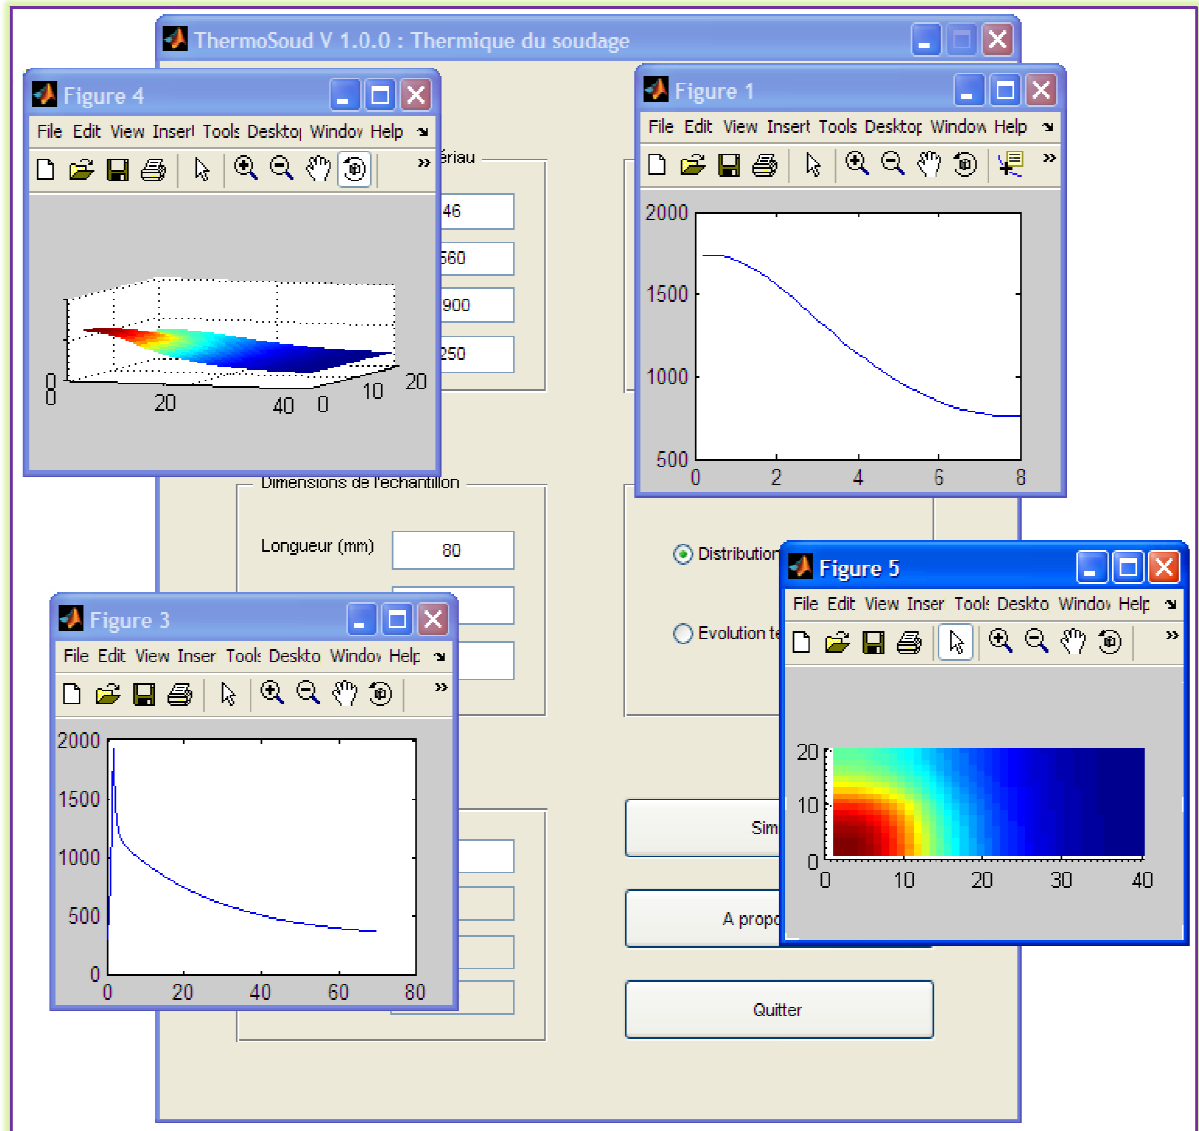 ThermoSoud V 1.0.0 : Thermique du soudage
Figure 4
File Edit View Insert Tools Desktop Window Help
20
40
0
10
20
0
0
46
Figure 1
File Edit View Insert Tools Desktop Window Help
2000
1500
1000
500
0 2 4 6 8
560
900
250
Dimensions de l'echantillon
Longueur (mm)
80
Distribution
Evolution
Figure 3
File Edit View Inser Tools Deskto Window Help
2000
1500
1000
500
0
0 20 40 60 80
Figure 5
File Edit View Inser Tools Deskto Window Help
20
10
0
0 10 20 30 40
Sim
A propo
Quitter